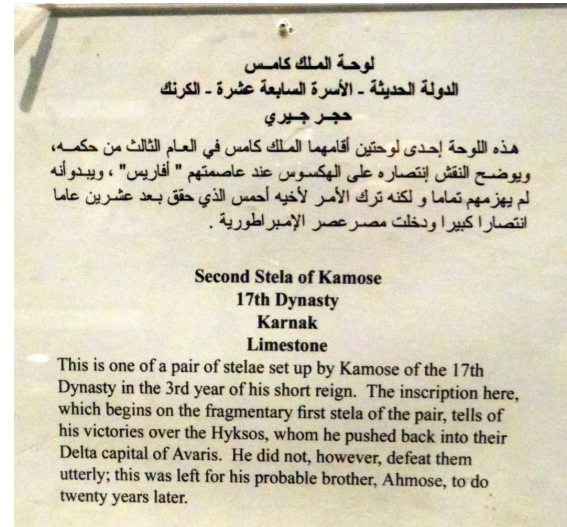 لوحة الملك كامس
الدولة الحديثة - الأسرة السابعة عشرة - الكرنك
حجر جيري
هذه اللوحة إحدى لوحتين أقامهما الملك كامس في العام الثالث من حكمه،
ويوضح النقش إنتصاره على الهكسوس عند عاصمتهم " أفاريس" ، ويبدوأنه
لم يهزمهم تماما و لكنه ترك الأمر لأخيه أحمس الذي حقق بعد عشرين عاما
انتصارا كبيرا ودخلت مصرعصر الإمبراطورية .
Second Stela of Kamose
17th Dynasty
Karnak
Limestone
This is one of a pair of stelae set up by Kamose of the 17th
Dynasty in the 3rd year of his short reign. The inscription here,
which begins on the fragmentary first stela of the pair, tells of
his victories over the Hyksos, whom he pushed back into their
Delta capital of Avaris. He did not, however, defeat them
utterly; this was left for his probable brother, Ahmose, to do
twenty years later.